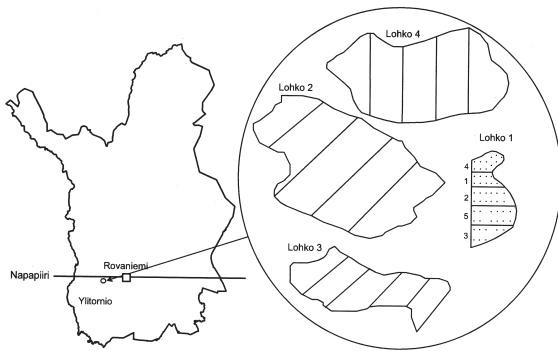 Lohko 4
Lohko 2
Lohko 1
4
1
2
5
3
Lohko 3
Rovaniemi
Napapiiri
Ylitornio